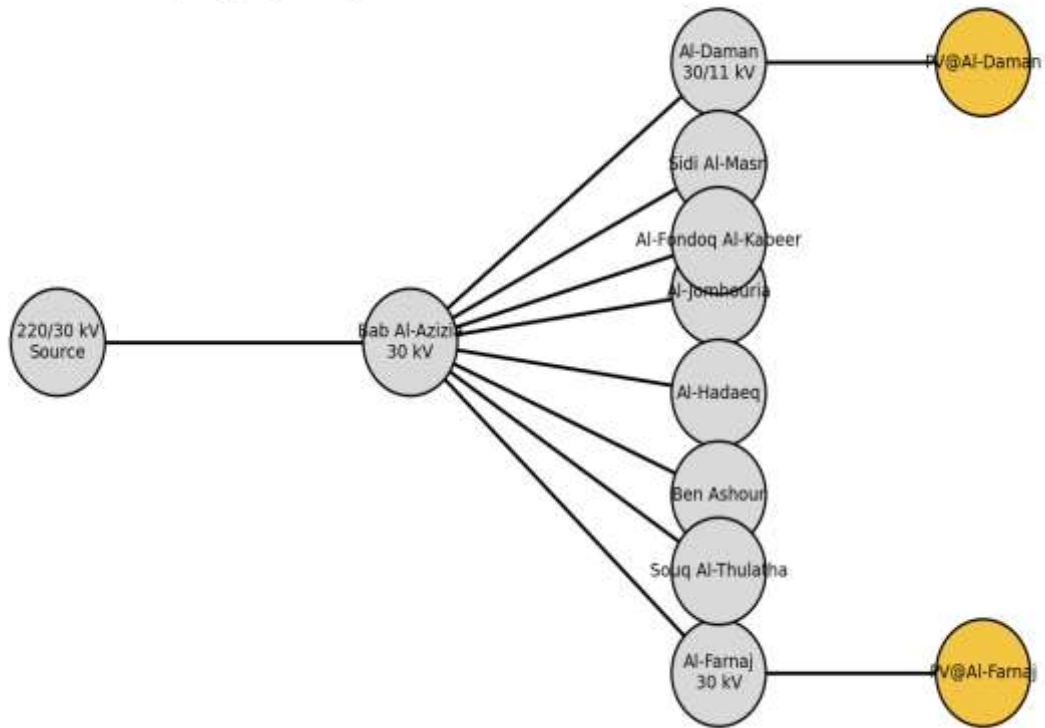 Al-Daman
30/11 kV
PV@Al-Daman
Sidi Al-Masri
Al-Fondoq Al-Kabeer
Al-Jomhouria
220/30 kV
Source
Bab Al-Azizia
30 kV
Al-Hadaeq
Ben Ashour
Souq Al-Thulatha
Al-Farnaj
30 kV
PV@Al-Farnaj